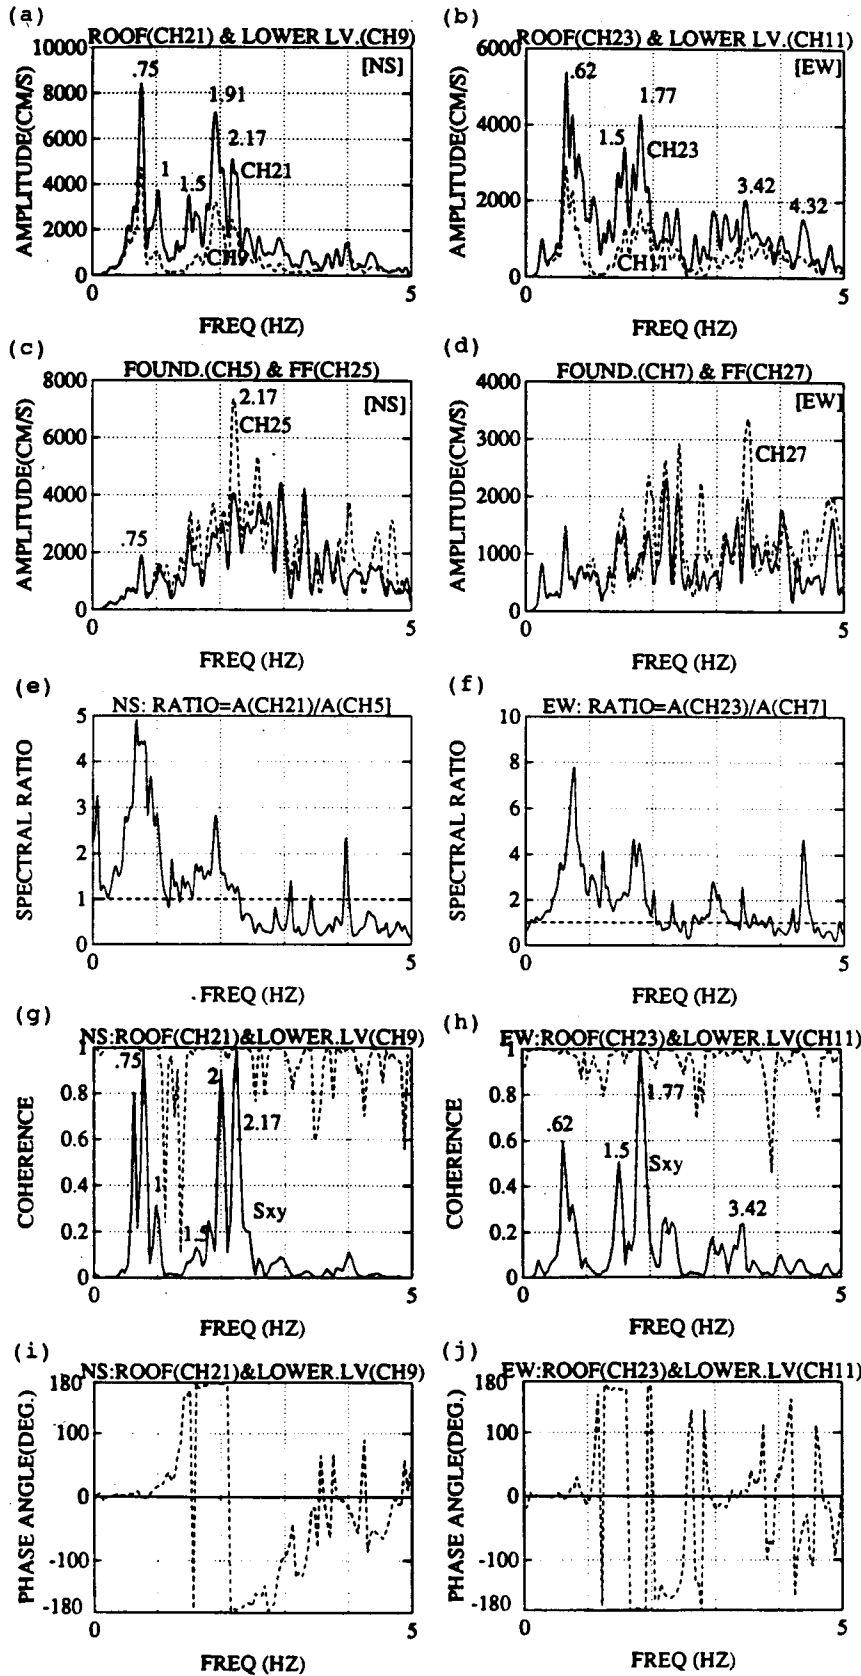 (a)
ROOF(CH21) & LOWER LV.(CH9)
[NS]
AMPLITUDE(CM/S)
10000
8000
6000
4000
2000
0
.75
1
1.5
1.91
2.17
CH21
CH9
0
5
FREQ (HZ)
(b)
ROOF(CH23) & LOWER LV.(CH11)
[EW]
AMPLITUDE(CM/S)
6000
4000
2000
0
.62
1.5
1.77
CH23
3.42
4.32
CH11
0
5
FREQ (HZ)
(c)
FOUND.(CH5) & FF(CH25)
[NS]
AMPLITUDE(CM/S)
8000
6000
4000
2000
0
2.17
CH25
.75
0
5
FREQ (HZ)
(d)
FOUND.(CH7) & FF(CH27)
[EW]
AMPLITUDE(CM/S)
4000
3000
2000
1000
0
CH27
0
5
FREQ (HZ)
(e)
NS: RATIO=A(CH21)/A(CH5]
SPECTRAL RATIO
5
4
3
2
1
0
0
5
FREQ (HZ)
(f)
EW: RATIO=A(CH23)/A(CH7]
SPECTRAL RATIO
10
8
6
4
2
0
0
5
FREQ (HZ)
(g)
NS:ROOF(CH21)&LOWER.LV(CH9)
COHERENCE
1
0.8
0.6
0.4
0.2
0
.75
1
1.5
2
2.17
Sxy
0
5
FREQ (HZ)
(h)
EW:ROOF(CH23)&LOWER.LV(CH11)
COHERENCE
1
0.8
0.6
0.4
0.2
0
.62
1.5
1.77
Sxy
3.42
0
5
FREQ (HZ)
(i)
NS:ROOF(CH21)&LOWER.LV(CH9)
PHASE ANGLE(DEG.)
180
100
0
-100
-180
0
5
FREQ (HZ)
(j)
EW:ROOF(CH23)&LOWER.LV(CH11)
PHASE ANGLE(DEG.)
180
100
0
-100
-180
0
5
FREQ (HZ)